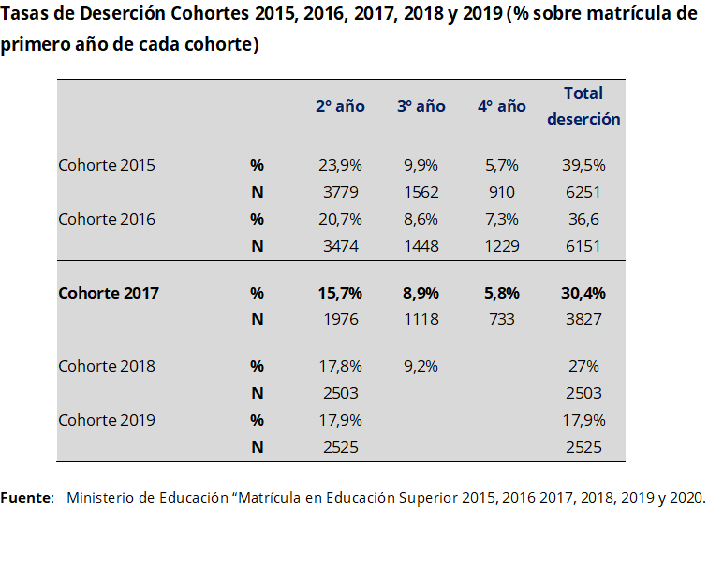 Tasas de Deserción Cohortes 2015, 2016, 2017, 2018 y 2019 (% sobre matrícula de
primero año de cada cohorte)
2° año 3° año 4° año Total deserción
Cohorte 2015 % 23,9% 9,9% 5,7% 39,5%
N 3779 1562 910 6251
Cohorte 2016 % 20,7% 8,6% 7,3% 36,6
N 3474 1448 1229 6151
Cohorte 2017 % 15,7% 8,9% 5,8% 30,4%
N 1976 1118 733 3827
Cohorte 2018 % 17,8% 9,2% 27%
N 2503 2503
Cohorte 2019 % 17,9% 17,9%
N 2525 2525
Fuente: Ministerio de Educación “Matrícula en Educación Superior 2015, 2016 2017, 2018, 2019 y 2020.